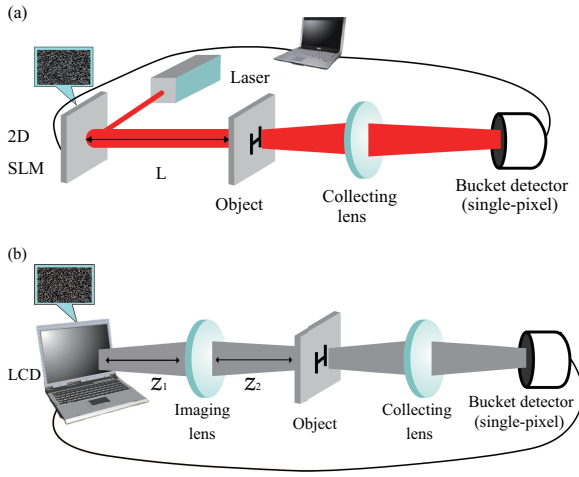 (a)
Laser
2D
SLM
L
Object
Collecting
lens
Bucket detector
(single-pixel)
(b)
LCD
Z1
Z2
Imaging
lens
Object
Collecting
lens
Bucket detector
(single-pixel)